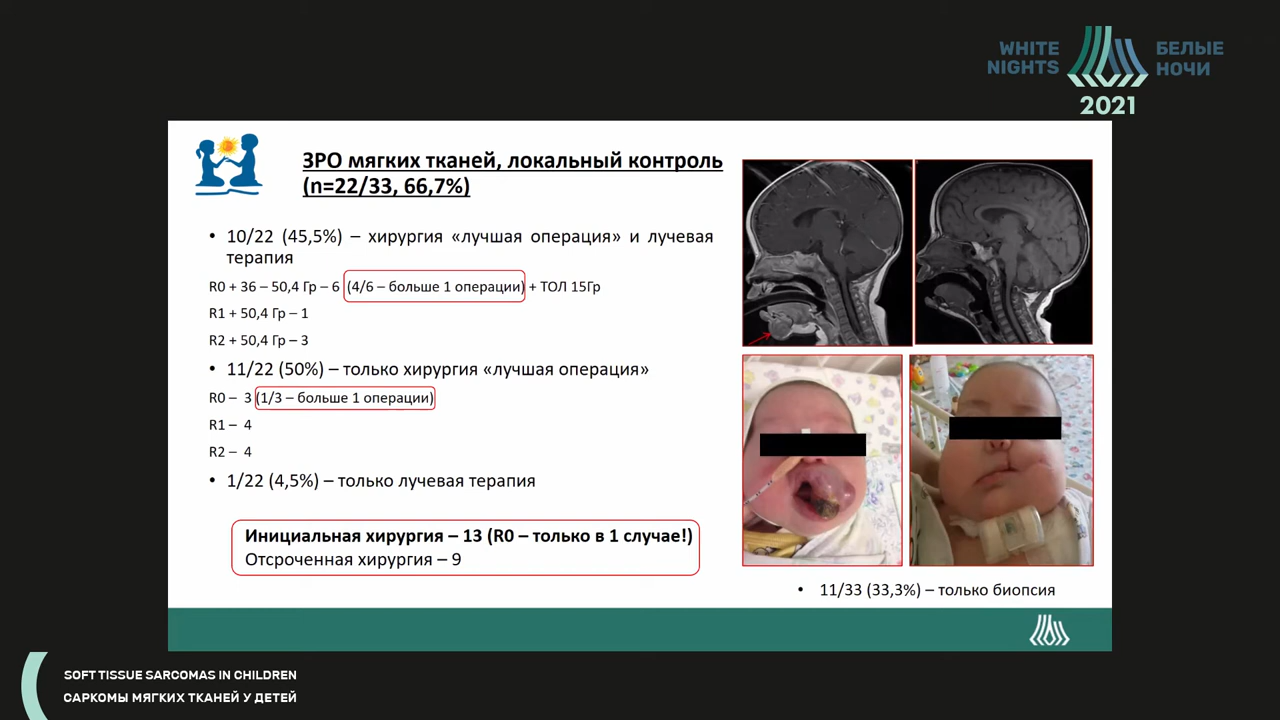 WHITE
NIGHTS
БЕЛЫЕ
НОЧИ
2021
ЗРО мягких тканей, локальный контроль
(n=22/33, 66,7%)
• 10/22 (45,5%) – хирургия «лучшая операция» и лучевая
терапия
R0 + 36 – 50,4 Гр – 6 (4/6 – больше 1 операции) + ТОЛ 15Гр
R1 + 50,4 Гр – 1
R2 + 50,4 Гр – 3
• 11/22 (50%) – только хирургия «лучшая операция»
R0 – 3 (1/3 – больше 1 операции)
R1 – 4
R2 – 4
• 1/22 (4,5%) – только лучевая терапия
Инициальная хирургия – 13 (R0 – только в 1 случае!)
Отсроченная хирургия – 9
• 11/33 (33,3%) – только биопсия
SOFT TISSUE SARCOMAS IN CHILDREN
САРКОМЫ МЯГКИХ ТКАНЕЙ У ДЕТЕЙ